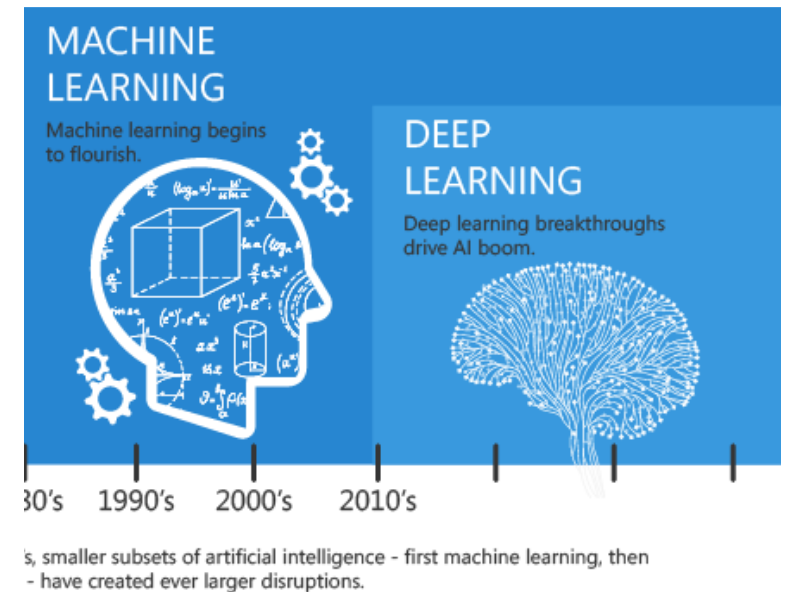 MACHINE
LEARNING
Machine learning begins
to flourish.
DEEP
LEARNING
Deep learning breakthroughs
drive AI boom.
1990's 2000's 2010's
smaller subsets of artificial intelligence - first machine learning, then
- have created ever larger disruptions.